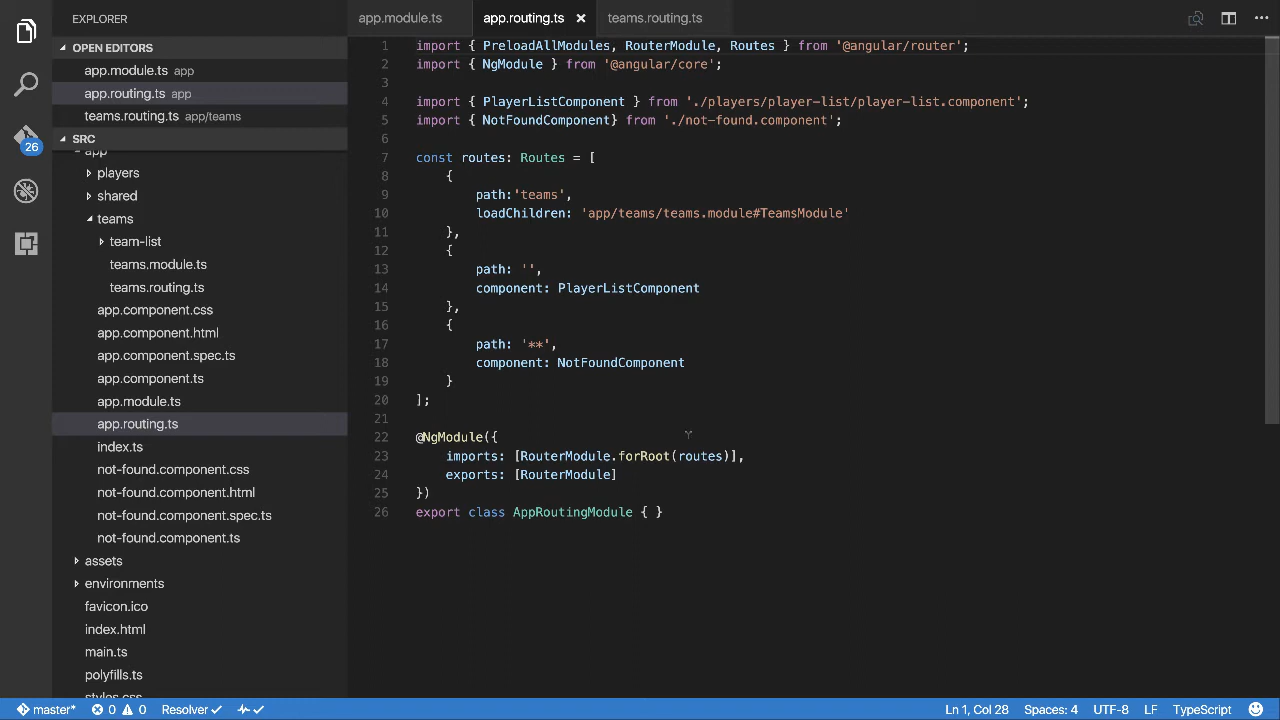 EXPLORER
OPEN EDITORS
app.module.ts app
app.routing.ts app
teams.routing.ts app/teams
SRC
app
players
shared
teams
team-list
teams.module.ts
teams.routing.ts
app.component.css
app.component.html
app.component.spec.ts
app.component.ts
app.module.ts
app.routing.ts
index.ts
not-found.component.css
not-found.component.html
not-found.component.spec.ts
not-found.component.ts
assets
environments
favicon.ico
index.html
main.ts
polyfills.ts
styles.css
26
app.module.ts app.routing.ts teams.routing.ts
1 import { PreloadAllModules, RouterModule, Routes } from '@angular/router';
2 import { NgModule } from '@angular/core';
3
4 import { PlayerListComponent } from './players/player-list/player-list.component';
5 import { NotFoundComponent} from './not-found.component';
6
7 const routes: Routes = [
8 {
9 path:'teams',
10 loadChildren: 'app/teams/teams.module#TeamsModule'
11 },
12 {
13 path: '',
14 component: PlayerListComponent
15 },
16 {
17 path: '**',
18 component: NotFoundComponent
19 }
20 ];
21
22 @NgModule({
23 imports: [RouterModule.forRoot(routes)],
24 exports: [RouterModule]
25 })
26 export class AppRoutingModule { }
master* 0 0 Resolver Ln 1, Col 28 Spaces: 4 UTF-8 LF TypeScript